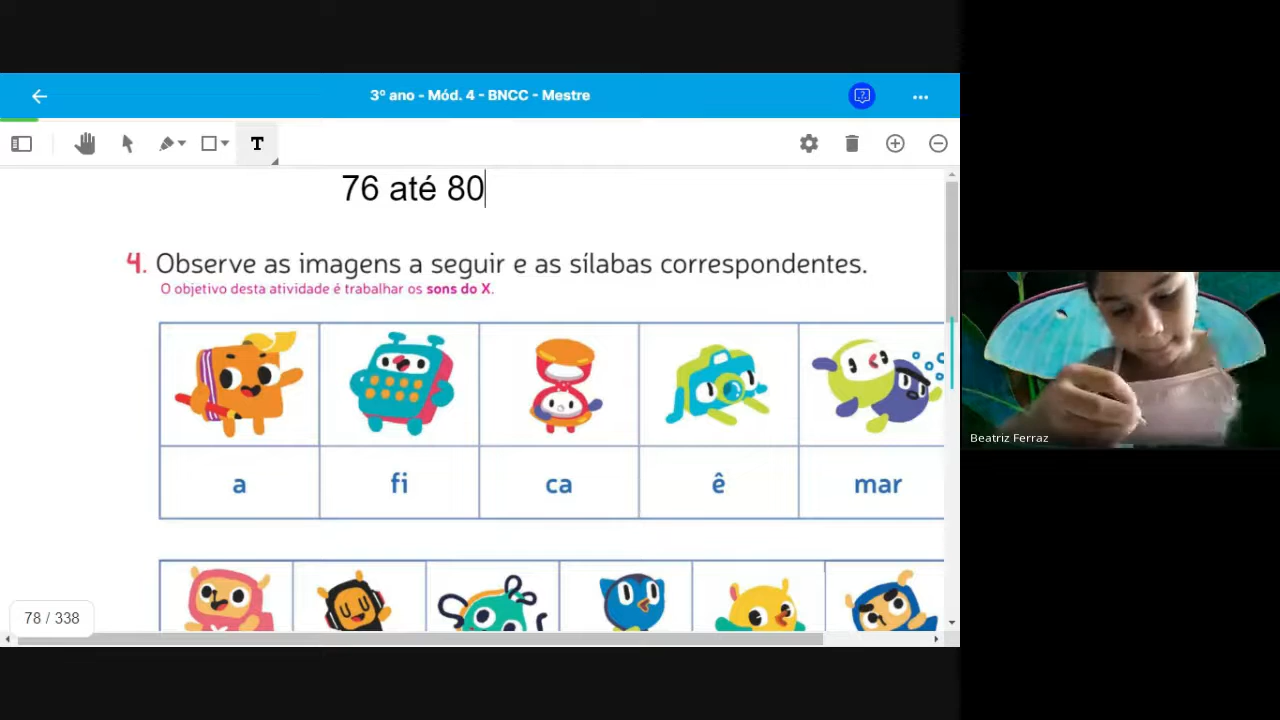 3º ano - Mód. 4 - BNCC - Mestre
T
76 até 80
4. Observe as imagens a seguir e as sílabas correspondentes.
O objetivo desta atividade é trabalhar os sons do X.
a fi ca ê mar
78 / 338
Beatriz Ferraz